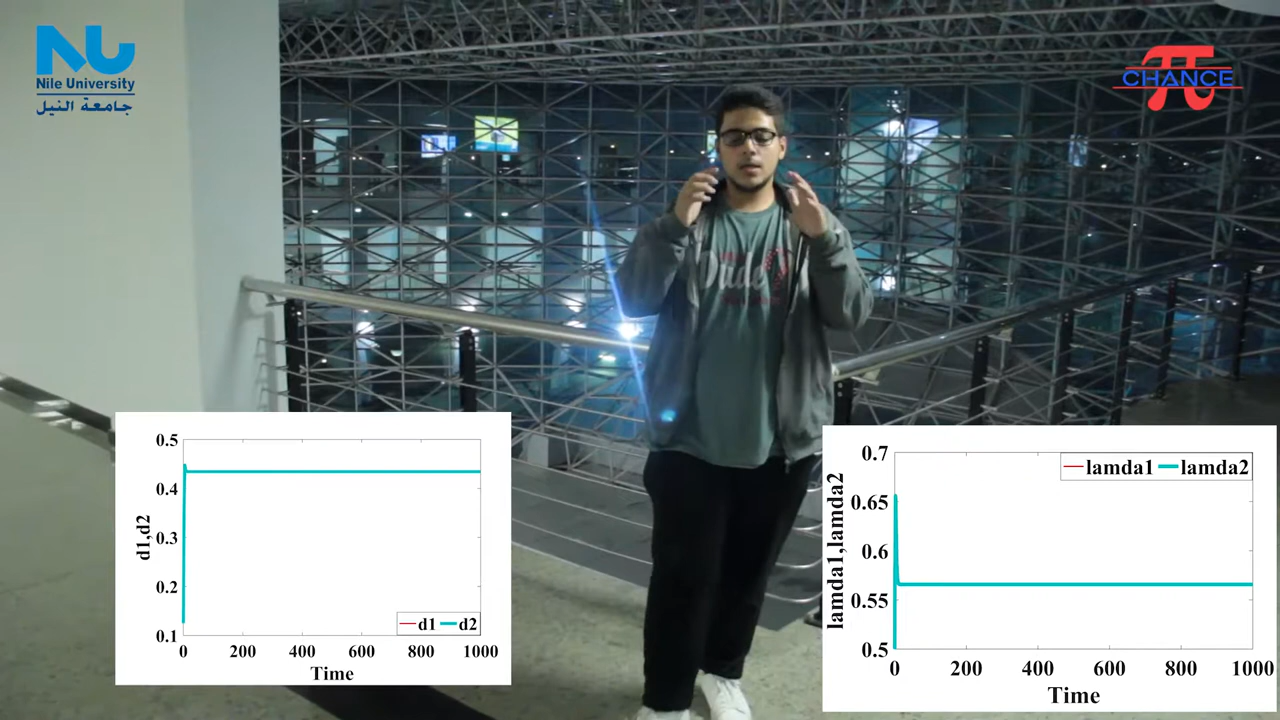 NU
Nile University
جامعة النيل
π
CHANCE
Dude
0.5
0.4
0.3
0.2
0.1
d1,d2
d1 d2
0 200 400 600 800 1000
Time
0.7
0.65
0.6
0.55
0.5
lamda1,lamda2
lamda1 lamda2
0 200 400 600 800 1000
Time